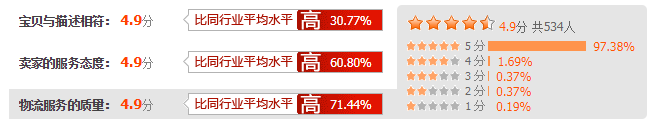 宝贝与描述相符： 4.9分 比同行业平均水平 高 30.77%
卖家的服务态度： 4.9分 比同行业平均水平 高 60.80%
物流服务的质量： 4.9分 比同行业平均水平 高 71.44%
4.9分 共534人
5 分 97.38%
4 分 1.69%
3 分 0.37%
2 分 0.37%
1 分 0.19%